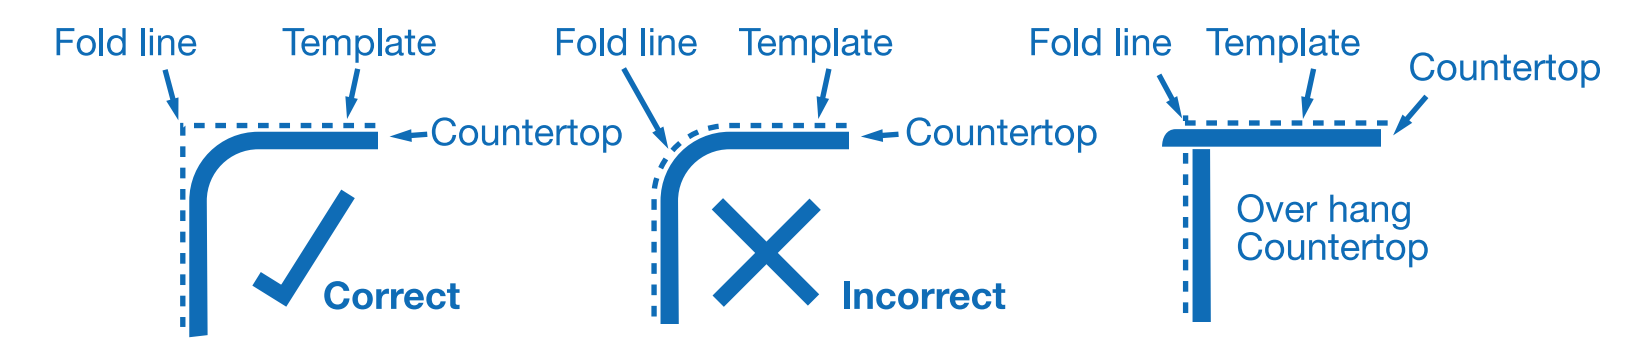 Fold line
Template
Countertop
Correct
Fold line
Template
Countertop
Incorrect
Fold line
Template
Countertop
Over hang
Countertop